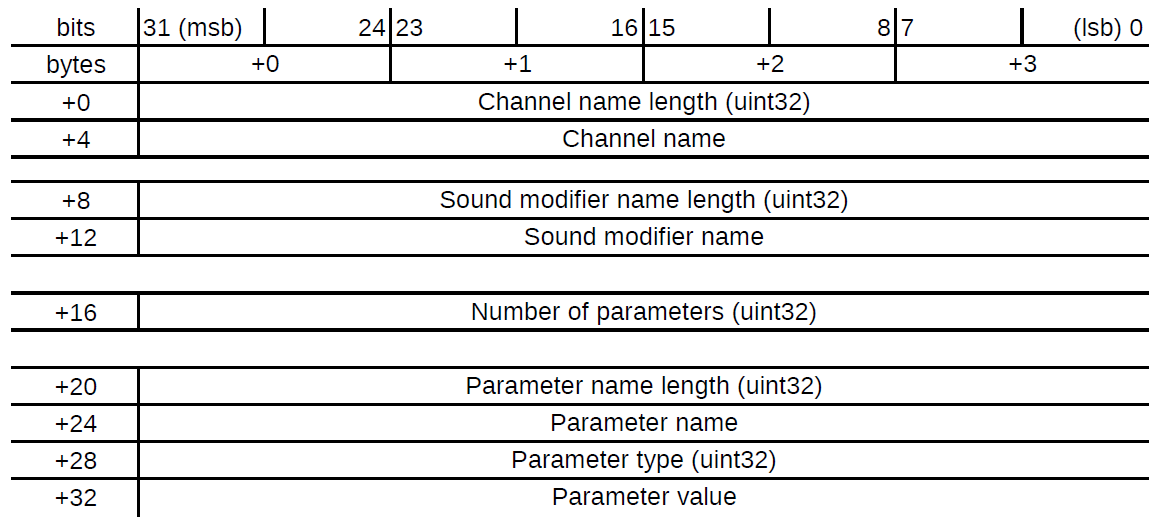 bits 31 (msb) 24 23 16 15 8 7 (lsb) 0
bytes +0 +1 +2 +3
+0 Channel name length (uint32)
+4 Channel name
+8 Sound modifier name length (uint32)
+12 Sound modifier name
+16 Number of parameters (uint32)
+20 Parameter name length (uint32)
+24 Parameter name
+28 Parameter type (uint32)
+32 Parameter value